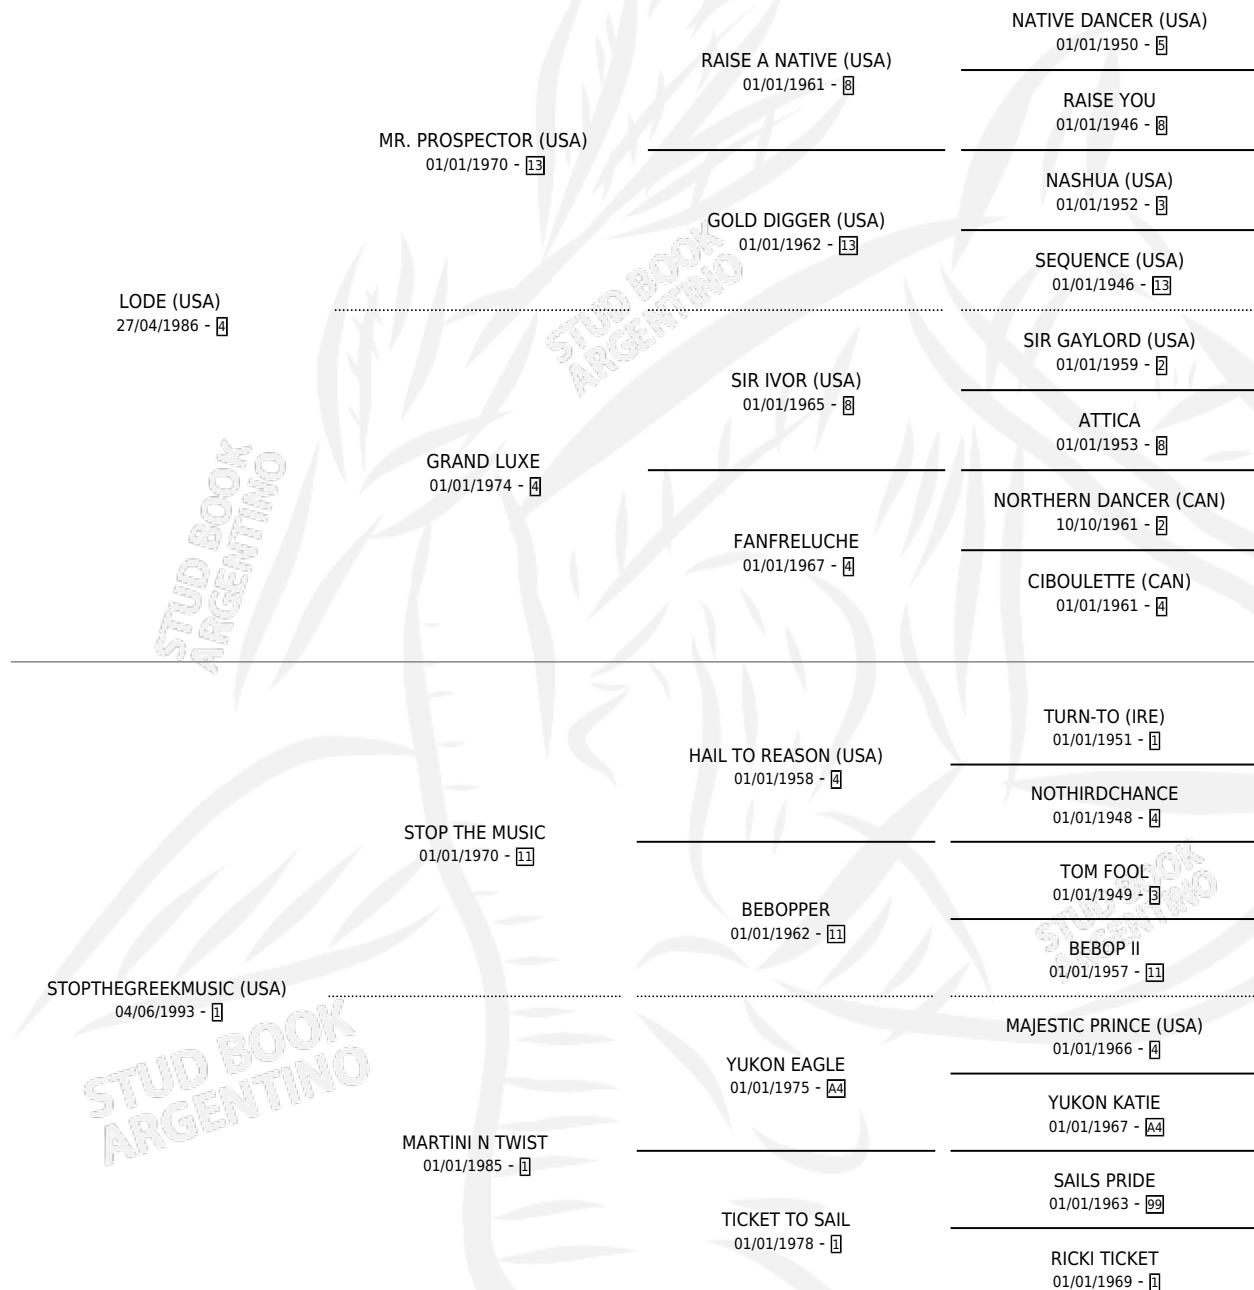 NATIVE DANCER (USA)
01/01/1950 - 5
RAISE A NATIVE (USA)
01/01/1961 - 8
RAISE YOU
01/01/1946 - 8
MR. PROSPECTOR (USA)
01/01/1970 - 13
NASHUA (USA)
01/01/1952 - 3
GOLD DIGGER (USA)
01/01/1962 - 13
SEQUENCE (USA)
01/01/1946 - 13
LODE (USA)
27/04/1986 - 4
SIR GAYLORD (USA)
01/01/1959 - 2
SIR IVOR (USA)
01/01/1965 - 8
ATTICA
01/01/1953 - 8
GRAND LUXE
01/01/1974 - 4
NORTHERN DANCER (CAN)
10/10/1961 - 2
FANFRELUCHE
01/01/1967 - 4
CIBOULETTE (CAN)
01/01/1961 - 4
TURN-TO (IRE)
01/01/1951 - 1
HAIL TO REASON (USA)
01/01/1958 - 4
NOTHIRDCHANCE
01/01/1948 - 4
STOP THE MUSIC
01/01/1970 - 11
TOM FOOL
01/01/1949 - 3
BEBOPPER
01/01/1962 - 11
BEBOP II
01/01/1957 - 11
STOPTHEGREEKMUSIC (USA)
04/06/1993 - 1
MAJESTIC PRINCE (USA)
01/01/1966 - 4
YUKON EAGLE
01/01/1975 - A4
YUKON KATIE
01/01/1967 - A4
MARTINI N TWIST
01/01/1985 - 1
SAILS PRIDE
01/01/1963 - 99
TICKET TO SAIL
01/01/1978 - 1
RICKI TICKET
01/01/1969 - 1
STUD BOOK
ARGENTINO
STUD BOOK
ARGENTINO
STUD BOOK
ARGENTINO
STUD BOOK
ARGENTINO